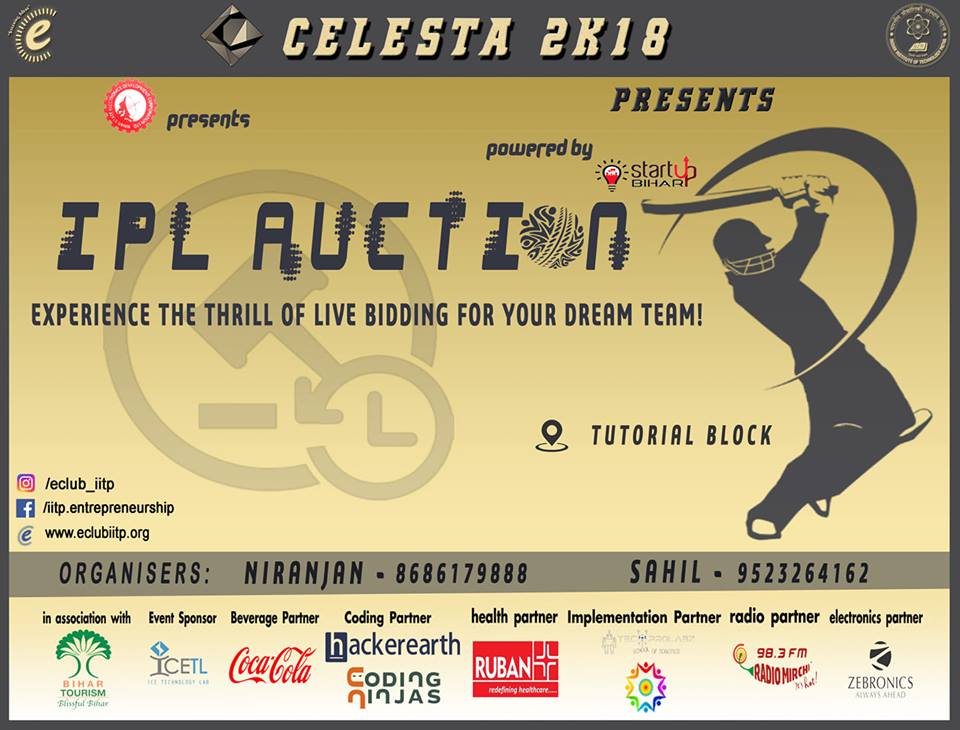 e
CELESTA 2K18
presents
PRESENTS
powered by
startup
BIHAR
IPL AUCTION
EXPERIENCE THE THRILL OF LIVE BIDDING FOR YOUR DREAM TEAM!
TUTORIAL BLOCK
/eclub_iitp
/iitp.entrepreneurship
e www.eclubiitp.org
ORGANISERS: NIRANJAN - 8686179888 SAHIL - 9523264162
in association with Event Sponsor Beverage Partner Coding Partner health partner Implementation Partner radio partner electronics partner
BIHAR
TOURISM
Blissful Bihar
ICETL
ICE TECHNOLOGY LAB
Coca-Cola
hackerearth
CODING
NINJAS
RUBAN
redefining healthcare.....
98.3 FM
RADIO MIRCHI
It's hot!
ZEBRONICS
ALWAYS AHEAD